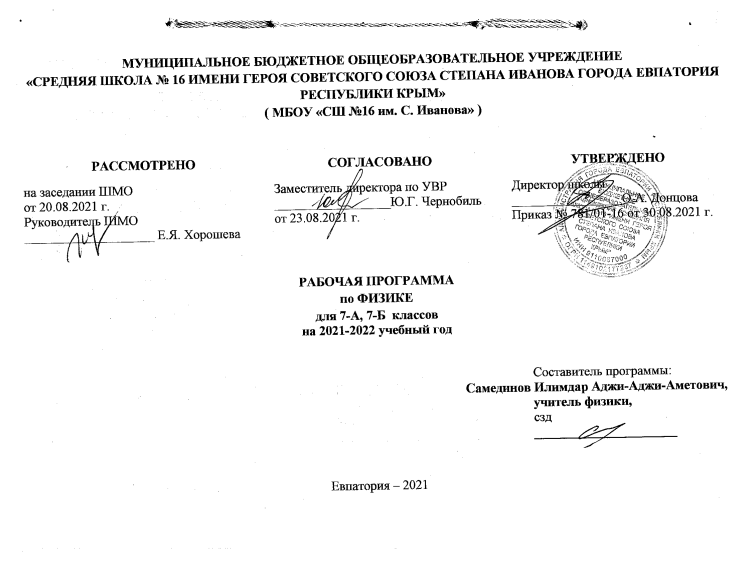 МУНИЦИПАЛЬНОЕ БЮДЖЕТНОЕ ОБЩЕОБРАЗОВАТЕЛЬНОЕ УЧРЕЖДЕНИЕ
«СРЕДНЯЯ ШКОЛА № 16 ИМЕНИ ГЕРОЯ СОВЕТСКОГО СОЮЗА СТЕПАНА ИВАНОВА ГОРОДА ЕВПАТОРИЯ
РЕСПУБЛИКИ КРЫМ»
( МБОУ «СШ №16 им. С. Иванова» )
РАССМОТРЕНО
на заседании ШМО
от 20.08.2021 г.
Руководитель ШМО
Е.Я. Хорошева
СОГЛАСОВАНО
Заместитель директора по УВР
Ю.Г. Чернобиль
от 23.08.2021 г.
УТВЕРЖДЕНО
Директор школы
О.А. Донцова
Приказ № 781/01-16 от 30.08.2021 г.
РАБОЧАЯ ПРОГРАММА
по ФИЗИКЕ
для 7-А, 7-Б классов
на 2021-2022 учебный год
Составитель программы:
Самединов Илимдар Аджи-Аджи-Аметович,
учитель физики,
сзд
Евпатория – 2021